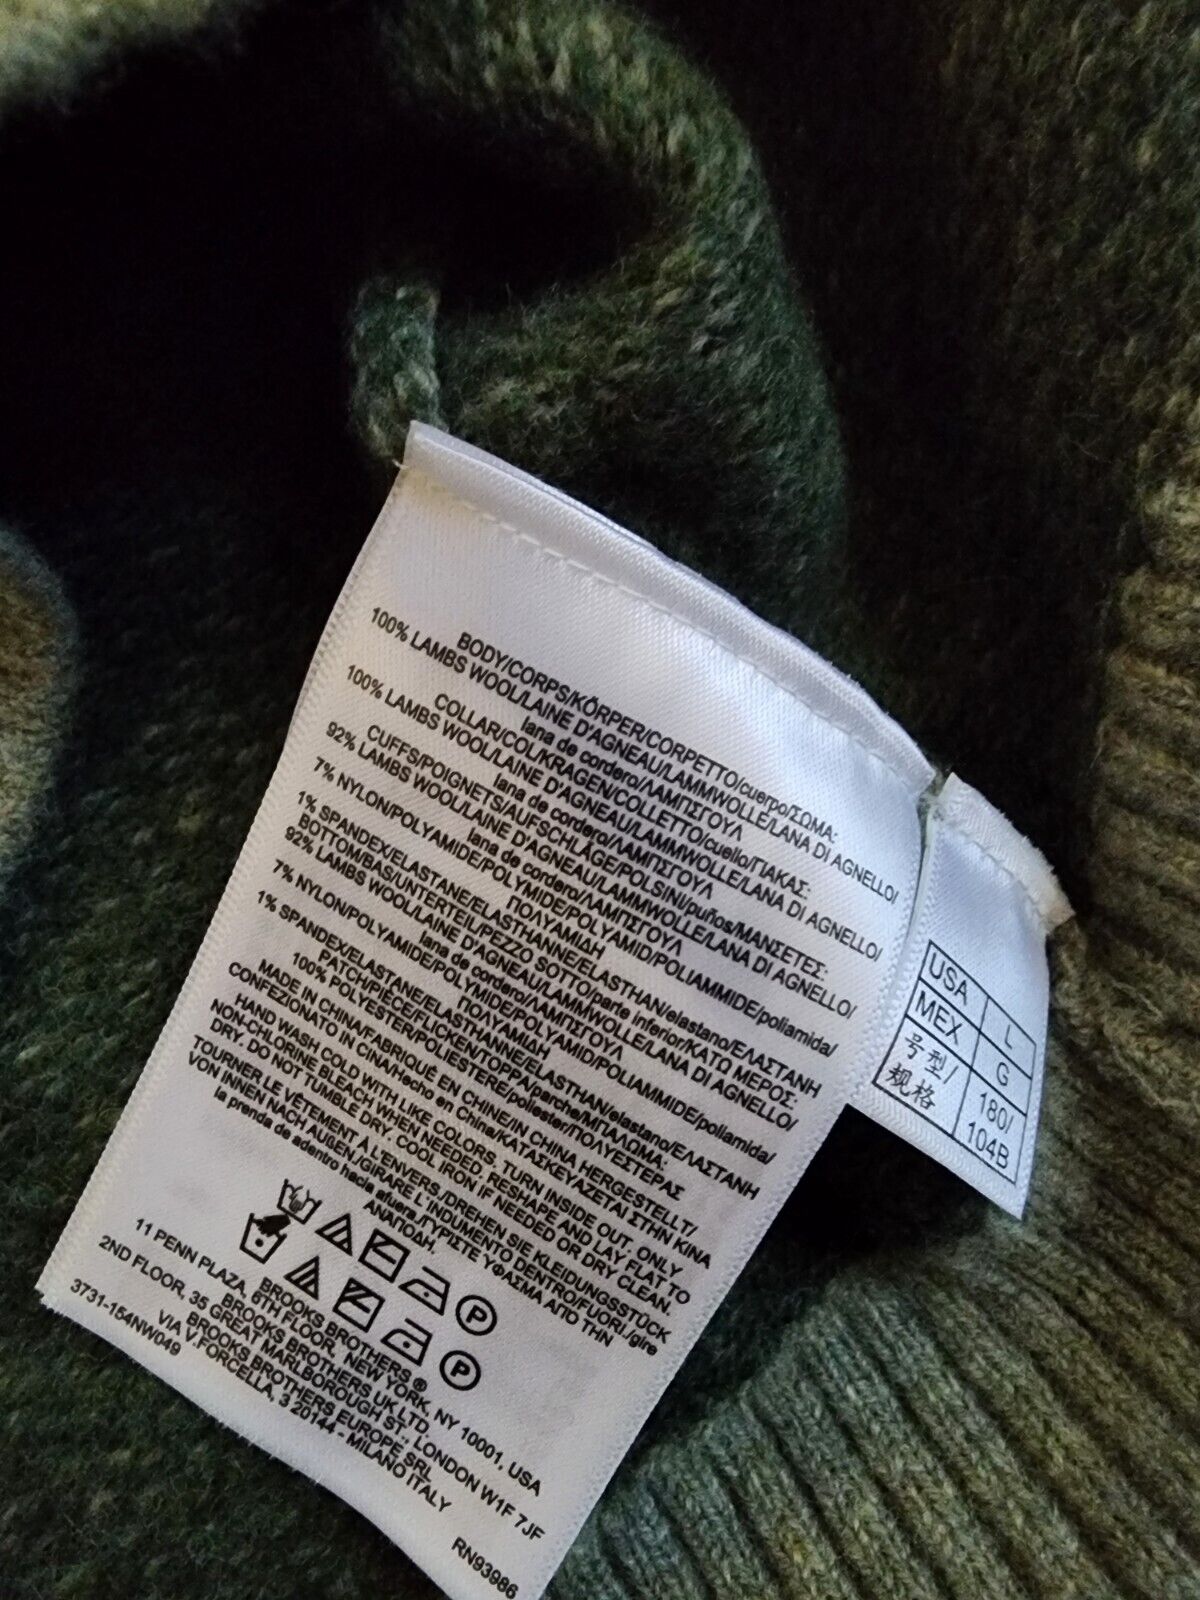 BODY/CORPS/KÖRPER/CORPETTO/cuerpo/ΣΩΜΑ:
100% LAMBS WOOL/LAINE D'AGNEAU/LAMMWOLLE/LANA DI AGNELLO/
lana de cordero/ΛΑΜΠΣΓΟΥΛ
COLLAR/COL/KRAGEN/COLLETTO/cuello/ΓΙΑΚΑΣ:
100% LAMBS WOOL/LAINE D'AGNEAU/LAMMWOLLE/LANA DI AGNELLO/
lana de cordero/ΛΑΜΠΣΓΟΥΛ
CUFFS/POIGNETS/AUFSCHLÄGE/POLSINI/puños/ΜΑΝΣΕΤΕΣ:
92% LAMBS WOOL/LAINE D'AGNEAU/LAMMWOLLE/LANA DI AGNELLO/
lana de cordero/ΛΑΜΠΣΓΟΥΛ
7% NYLON/POLYAMIDE/POLYMIDE/POLYAMID/POLIAMMIDE/poliamida/
ΠΟΛΥΑΜΙΔΗ
1% SPANDEX/ELASTANE/ELASTHANNE/ELASTHAN/elastano/ΕΛΑΣΤΑΝΗ
BOTTOM/BAS/UNTERTEIL/PEZZO SOTTO/parte inferior/ΚΑΤΩ ΜΕΡΟΣ:
92% LAMBS WOOL/LAINE D'AGNEAU/LAMMWOLLE/LANA DI AGNELLO/
lana de cordero/ΛΑΜΠΣΓΟΥΛ
7% NYLON/POLYAMIDE/POLYMIDE/POLYAMID/POLIAMMIDE/poliamida/
ΠΟΛΥΑΜΙΔΗ
1% SPANDEX/ELASTANE/ELASTHANNE/ELASTHAN/elastano/ΕΛΑΣΤΑΝΗ
PATCH/PIÈCE/FLICKEN/TOPPA/parche/ΜΠΑΛΩΜΑ:
100% POLYESTER/POLIESTERE/poliester/ΠΟΛΥΕΣΤΕΡΑΣ
MADE IN CHINA/FABRIQUÉ EN CHINE/IN CHINA HERGESTELLT/
CONFEZIONATO IN CINA/Hecho en China/ΚΑΤΑΣΚΕΥΑΖΕΤΑΙ ΣΤΗΝ ΚΙΝΑ
HAND WASH COLD WITH LIKE COLORS, TURN INSIDE OUT, ONLY
NON-CHLORINE BLEACH WHEN NEEDED, RESHAPE AND LAY FLAT TO
DRY. DO NOT TUMBLE DRY. COOL IRON IF NEEDED OR DRY CLEAN.
TOURNER LE VÊTEMENT À L'ENVERS./DREHEN SIE KLEIDUNGSSTÜCK
VON INNEN NACH AUßEN./GIRARE L'INDUMENTO DENTRO/FUORI./gire
la prenda de adentro hacia afuera./ΓΥΡΙΣΤΕ ΎΦΑΣΜΑ ΑΠΟ ΤΗΝ
ΑΝΑΠΟΔΗ.
P
P
BROOKS BROTHERS ®
11 PENN PLAZA, 6TH FLOOR, NEW YORK, NY 10001, USA
BROOKS BROTHERS UK LTD.
2ND FLOOR, 35 GREAT MARLBOROUGH ST., LONDON W1F 7JF
BROOKS BROTHERS EUROPE SRL
VIA V.FORCELLA, 3 20144 - MILANO ITALY
3731-154NW049
RN93986
USA L
MEX G
号型/ 180/
规格 104B